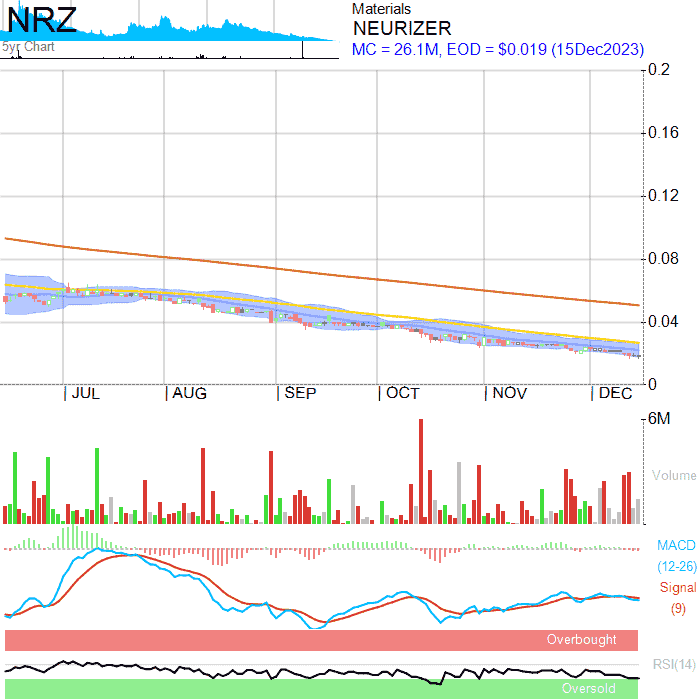 NRZ
5yr Chart
Materials
NEURIZER
MC = 26.1M, EOD = $0.019 (15Dec2023)
0.2
0.16
0.12
0.08
0.04
0
JUL AUG SEP OCT NOV DEC
6M
Volume
MACD
(12-26)
Signal
(9)
Overbought
RSI(14)
Oversold